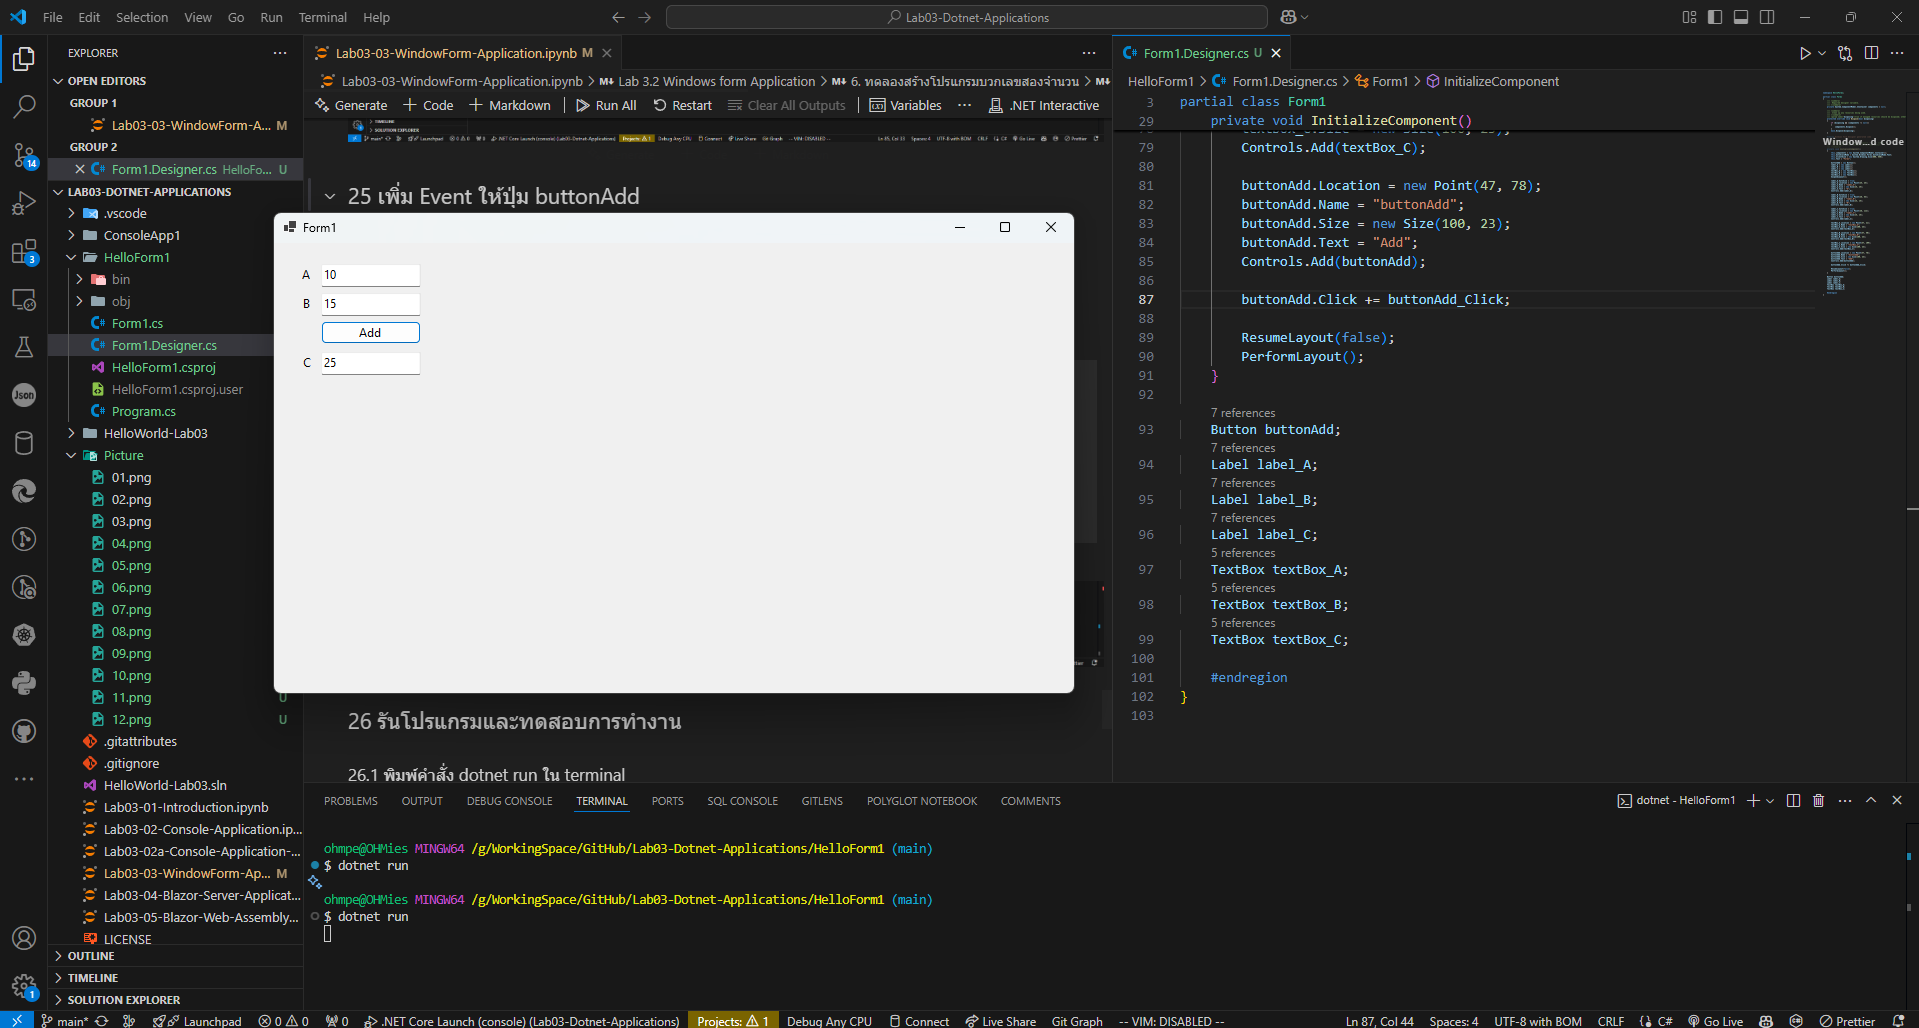 File Edit Selection View Go Run Terminal Help
Lab03-Dotnet-Applications
EXPLORER
OPEN EDITORS
GROUP 1
Lab03-03-WindowForm-A... M
GROUP 2
Form1.Designer.cs HelloFo... U
LAB03-DOTNET-APPLICATIONS
.vscode
ConsoleApp1
HelloForm1
bin
obj
Form1.cs
Form1.Designer.cs
HelloForm1.csproj
HelloForm1.csproj.user
Program.cs
HelloWorld-Lab03
Picture
01.png
02.png
03.png
04.png
05.png
06.png
07.png
08.png
09.png
10.png
11.png U
12.png U
.gitattributes
.gitignore
HelloWorld-Lab03.sln
Lab03-01-Introduction.ipynb
Lab03-02-Console-Application.ip...
Lab03-02a-Console-Application-...
Lab03-03-WindowForm-Ap... M
Lab03-04-Blazor-Server-Applicat...
Lab03-05-Blazor-Web-Assembly...
LICENSE
OUTLINE
TIMELINE
SOLUTION EXPLORER
14
3
Json
1
Lab03-03-WindowForm-Application.ipynb M
Lab03-03-WindowForm-Application.ipynb > M↓ Lab 3.2 Windows form Application > M↓ 6. ทดลองสร้างโปรแกรมบวกเลขสองจำนวน > M↓
Generate + Code + Markdown Run All Restart Clear All Outputs Variables ... .NET Interactive
25 เพิ่ม Event ให้ปุ่ม buttonAdd
Form1
A 10
B 15
Add
C 25
26 รันโปรแกรมและทดสอบการทำงาน
26.1 พิมพ์คำสั่ง dotnet run ใน terminal
Form1.Designer.cs U
HelloForm1 > Form1.Designer.cs > Form1 > InitializeComponent
3 partial class Form1
29 private void InitializeComponent()
79 Controls.Add(textBox_C);
80
81 buttonAdd.Location = new Point(47, 78);
82 buttonAdd.Name = "buttonAdd";
83 buttonAdd.Size = new Size(100, 23);
84 buttonAdd.Text = "Add";
85 Controls.Add(buttonAdd);
86
87 buttonAdd.Click += buttonAdd_Click;
88
89 ResumeLayout(false);
90 PerformLayout();
91 }
92
7 references
93 Button buttonAdd;
7 references
94 Label label_A;
7 references
95 Label label_B;
7 references
96 Label label_C;
5 references
97 TextBox textBox_A;
5 references
98 TextBox textBox_B;
5 references
99 TextBox textBox_C;
100
101 #endregion
102 }
103
Window...d code
PROBLEMS OUTPUT DEBUG CONSOLE TERMINAL PORTS SQL CONSOLE GITLENS POLYGLOT NOTEBOOK COMMENTS
dotnet - HelloForm1
ohmpe@OHMies MINGW64 /g/WorkingSpace/GitHub/Lab03-Dotnet-Applications/HelloForm1 (main)
$ dotnet run
ohmpe@OHMies MINGW64 /g/WorkingSpace/GitHub/Lab03-Dotnet-Applications/HelloForm1 (main)
$ dotnet run
main* Launchpad 0 0 0 .NET Core Launch (console) (Lab03-Dotnet-Applications) Projects: 1 Debug Any CPU Connect Live Share Git Graph -- VIM: DISABLED -- Ln 87, Col 44 Spaces: 4 UTF-8 with BOM CRLF C# Go Live Prettier